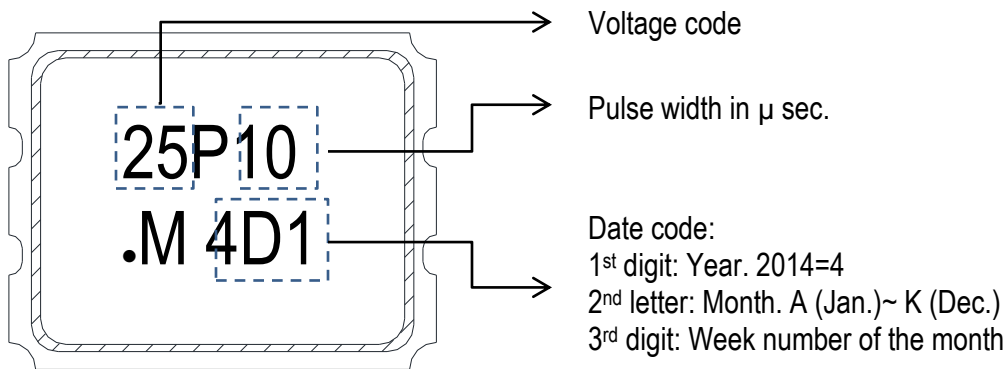 Voltage code
25P10
Pulse width in μ sec.
.M 4D1
Date code:
1st digit: Year. 2014=4
2nd letter: Month. A (Jan.)~ K (Dec.)
3rd digit: Week number of the month